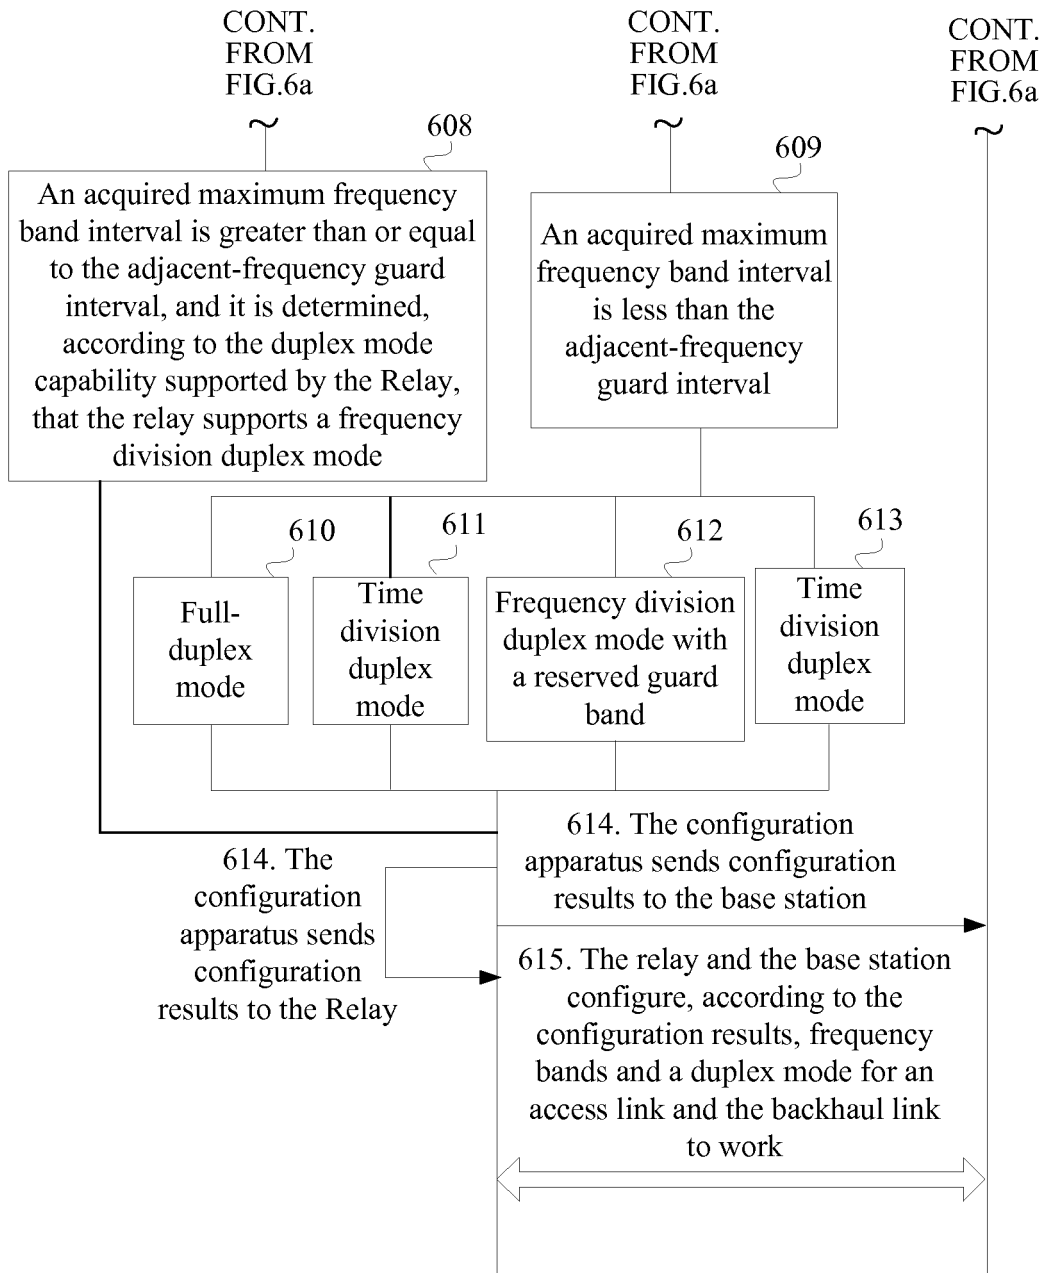 CONT.
FROM
FIG.6a
CONT.
FROM
FIG.6a
CONT.
FROM
FIG.6a
608
An acquired maximum frequency
band interval is greater than or equal
to the adjacent-frequency guard
interval, and it is determined,
according to the duplex mode
capability supported by the Relay,
that the relay supports a frequency
division duplex mode
609
An acquired maximum
frequency band interval
is less than the
adjacent-frequency
guard interval
610
Full-
duplex
mode
611
Time
division
duplex
mode
612
Frequency division
duplex mode with
a reserved guard
band
613
Time
division
duplex
mode
614. The configuration
apparatus sends configuration
results to the base station
614. The
configuration
apparatus sends
configuration
results to the Relay
615. The relay and the base station
configure, according to the
configuration results, frequency
bands and a duplex mode for an
access link and the backhaul link
to work